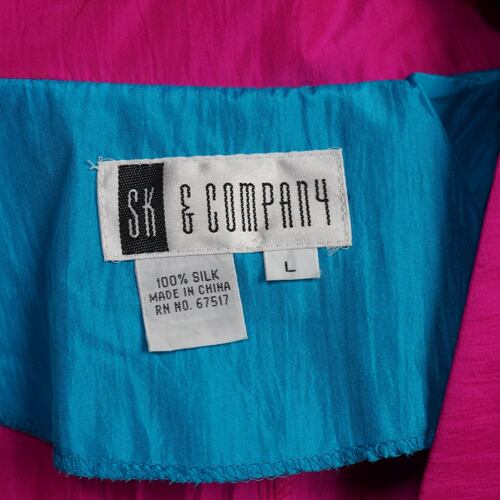 SK & COMPANY
L
100% SILK
MADE IN CHINA
RN NO. 67517